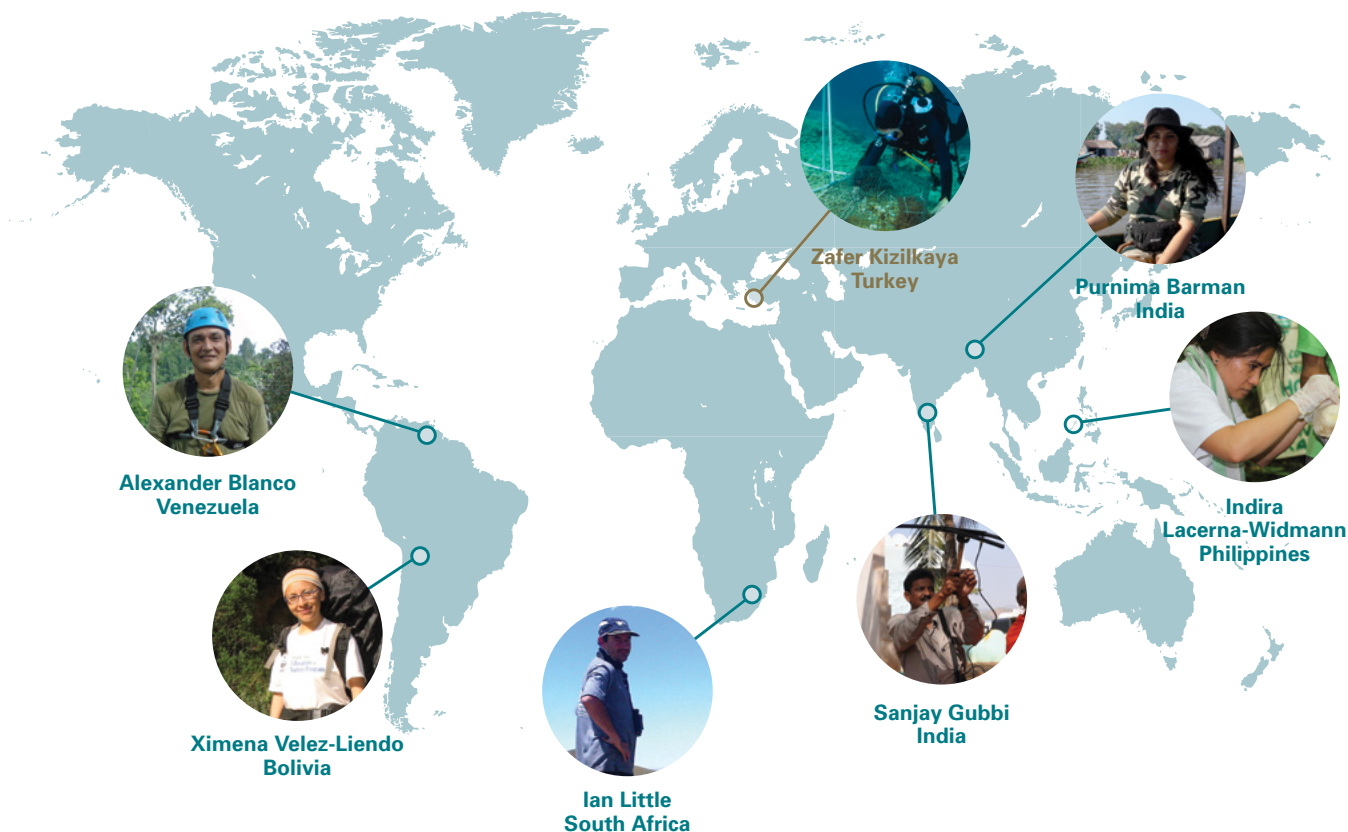 Zafer Kizilkaya
Turkey
Purnima Barman
India
Alexander Blanco
Venezuela
Indira
Lacerna-Widmann
Philippines
Ximena Velez-Liendo
Bolivia
Sanjay Gubbi
India
Ian Little
South Africa